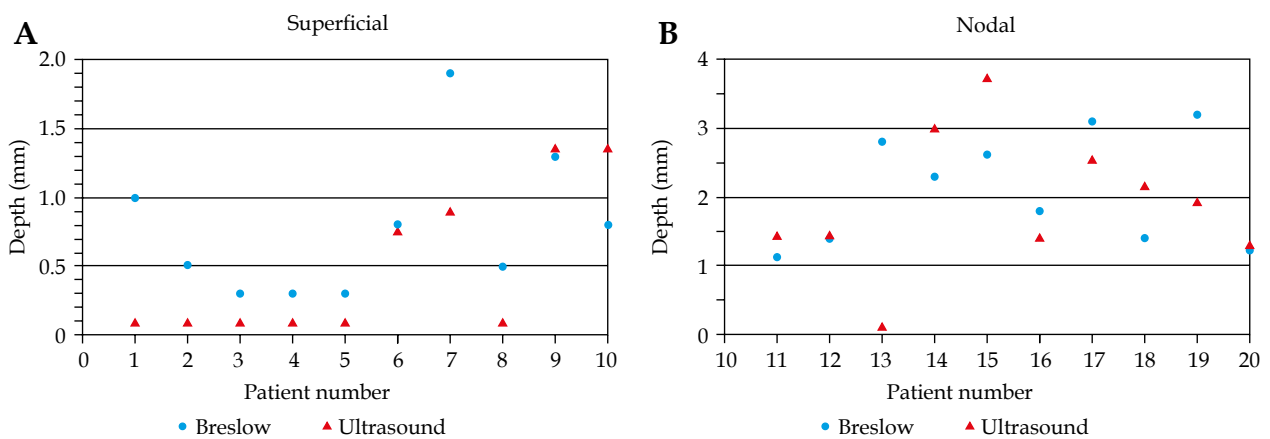 A
Superficial
2.0
1.5
1.0
0.5
0
Depth (mm)
0 1 2 3 4 5 6 7 8 9 10
Patient number
Breslow Ultrasound
B
Nodal
4
3
2
1
0
Depth (mm)
10 11 12 13 14 15 16 17 18 19 20
Patient number
Breslow Ultrasound